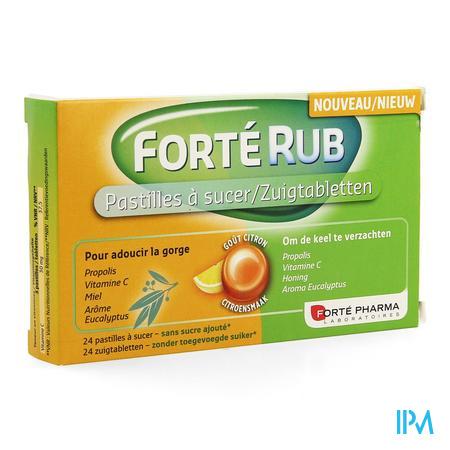 NOUVEAU/NIEUW
FORTÉ RUB
Pastilles à sucer/Zuigtabletten
Pour adoucir la gorge
Propolis
Vitamine C
Miel
Arôme
Eucalyptus
GOÛT CITRON
CITROENSMAAK
Om de keel te verzachten
Propolis
Vitamine C
Honing
Aroma Eucalyptus
FORTÉ PHARMA
LABORATOIRES
24 pastilles à sucer – sans sucre ajouté*
24 zuigtabletten – zonder toegevoegde suiker*
IPM